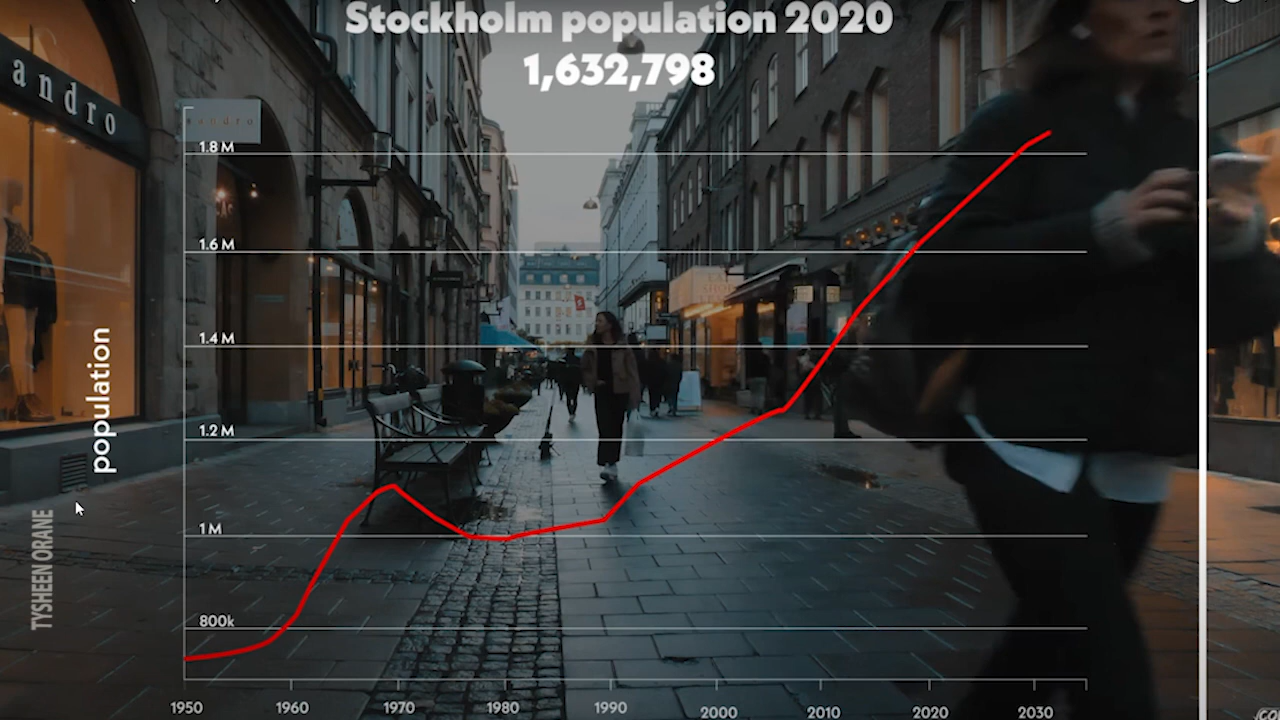 Stockholm population 2020
1,632,798
andro
1.8 M
1.6 M
1.4 M
1.2 M
1M
800k
population
TYSHEEN ORANE
1950 1960 1970 1980 1990 2000 2010 2020 2030